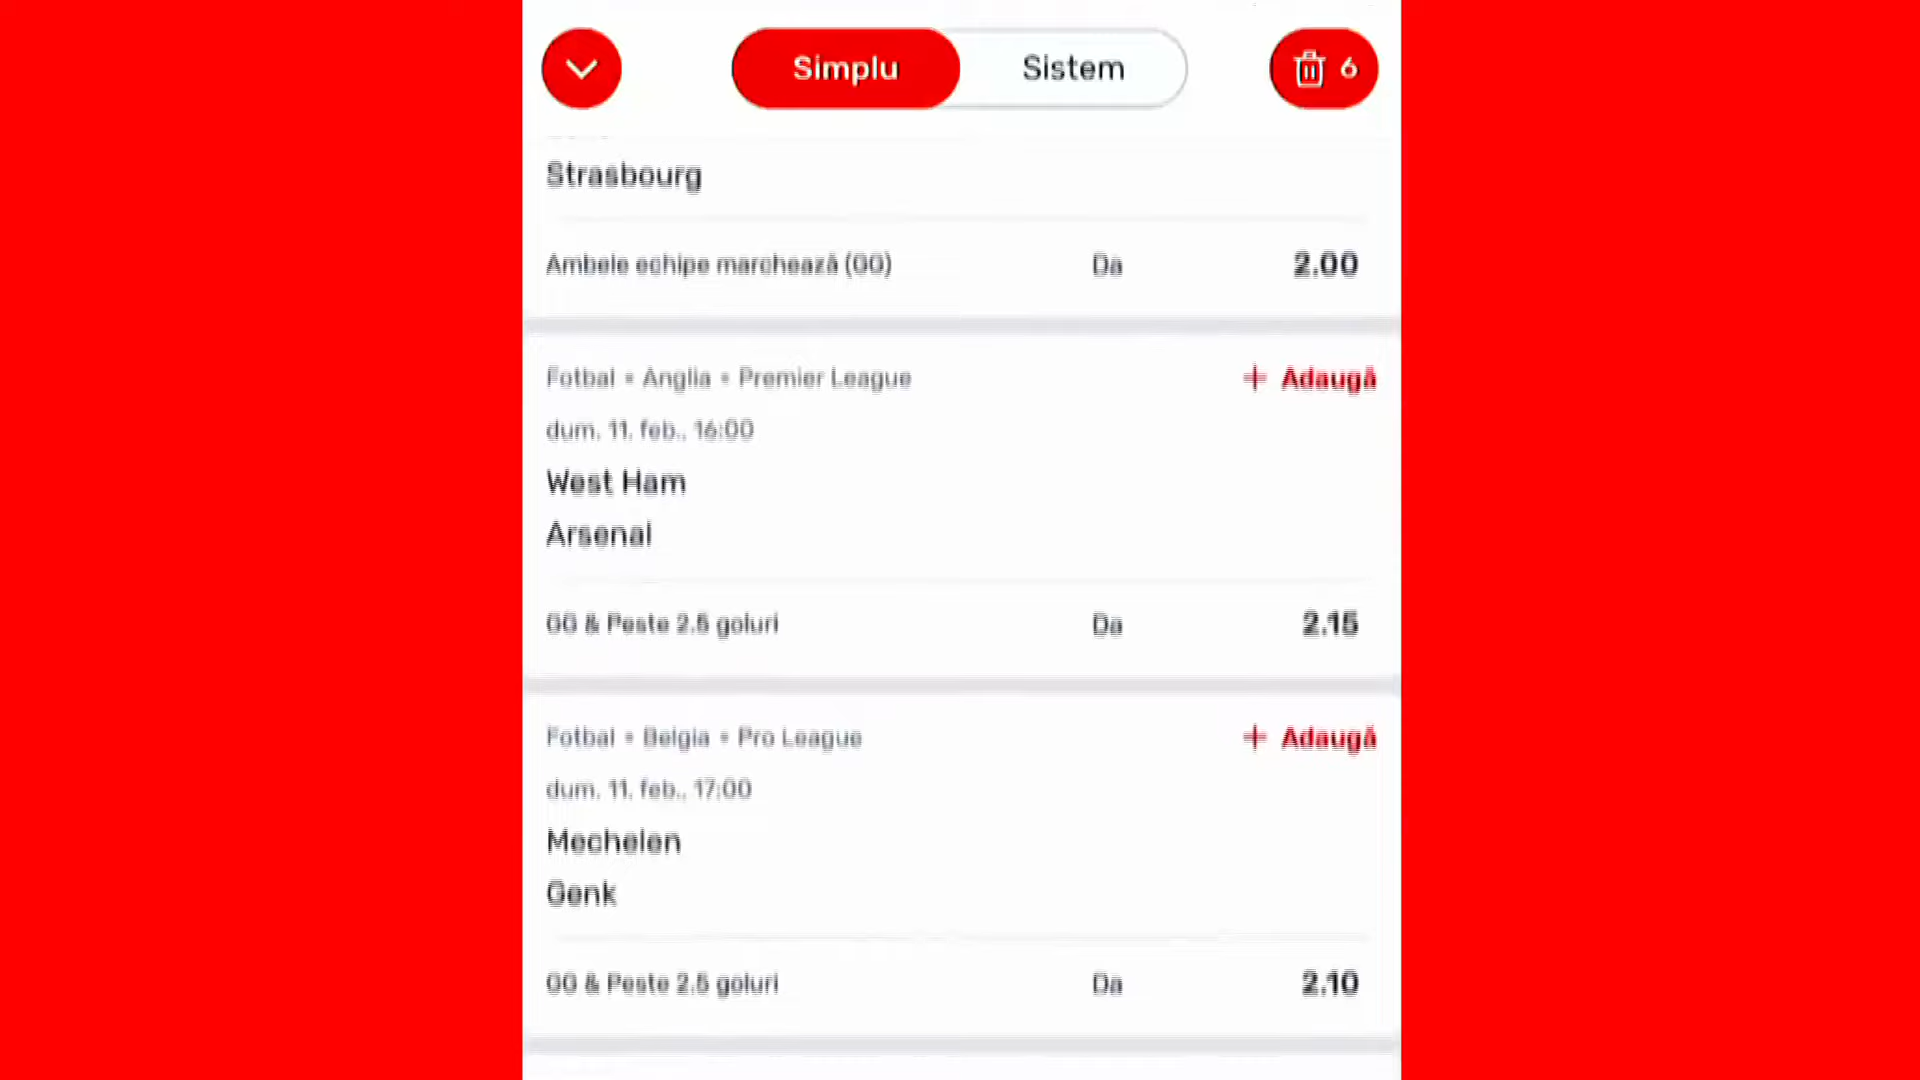 Simplu
Sistem
6
Strasbourg
Ambele echipe marchează (GG) Da 2.00
Fotbal • Anglia • Premier League + Adaugă
dum. 11. feb., 16:00
West Ham
Arsenal
GG & Peste 2.5 goluri Da 2.15
Fotbal • Belgia • Pro League + Adaugă
dum. 11. feb., 17:00
Mechelen
Genk
GG & Peste 2.5 goluri Da 2.10